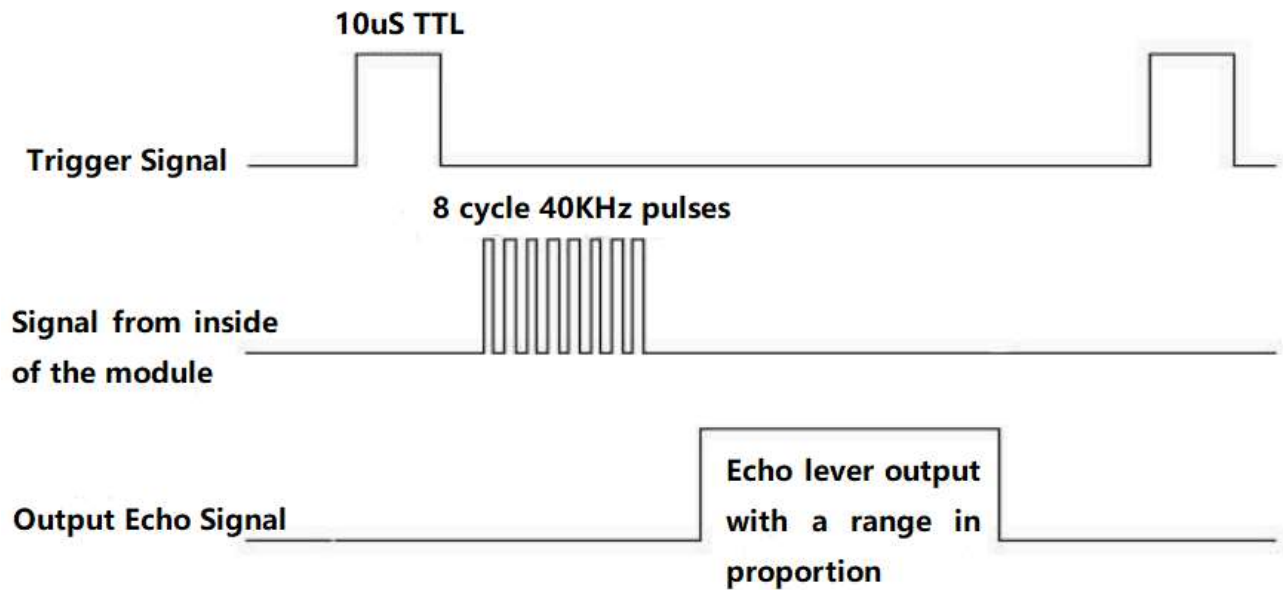 10uS TTL
Trigger Signal
8 cycle 40KHz pulses
Signal from inside
of the module
Output Echo Signal
Echo lever output
with a range in
proportion